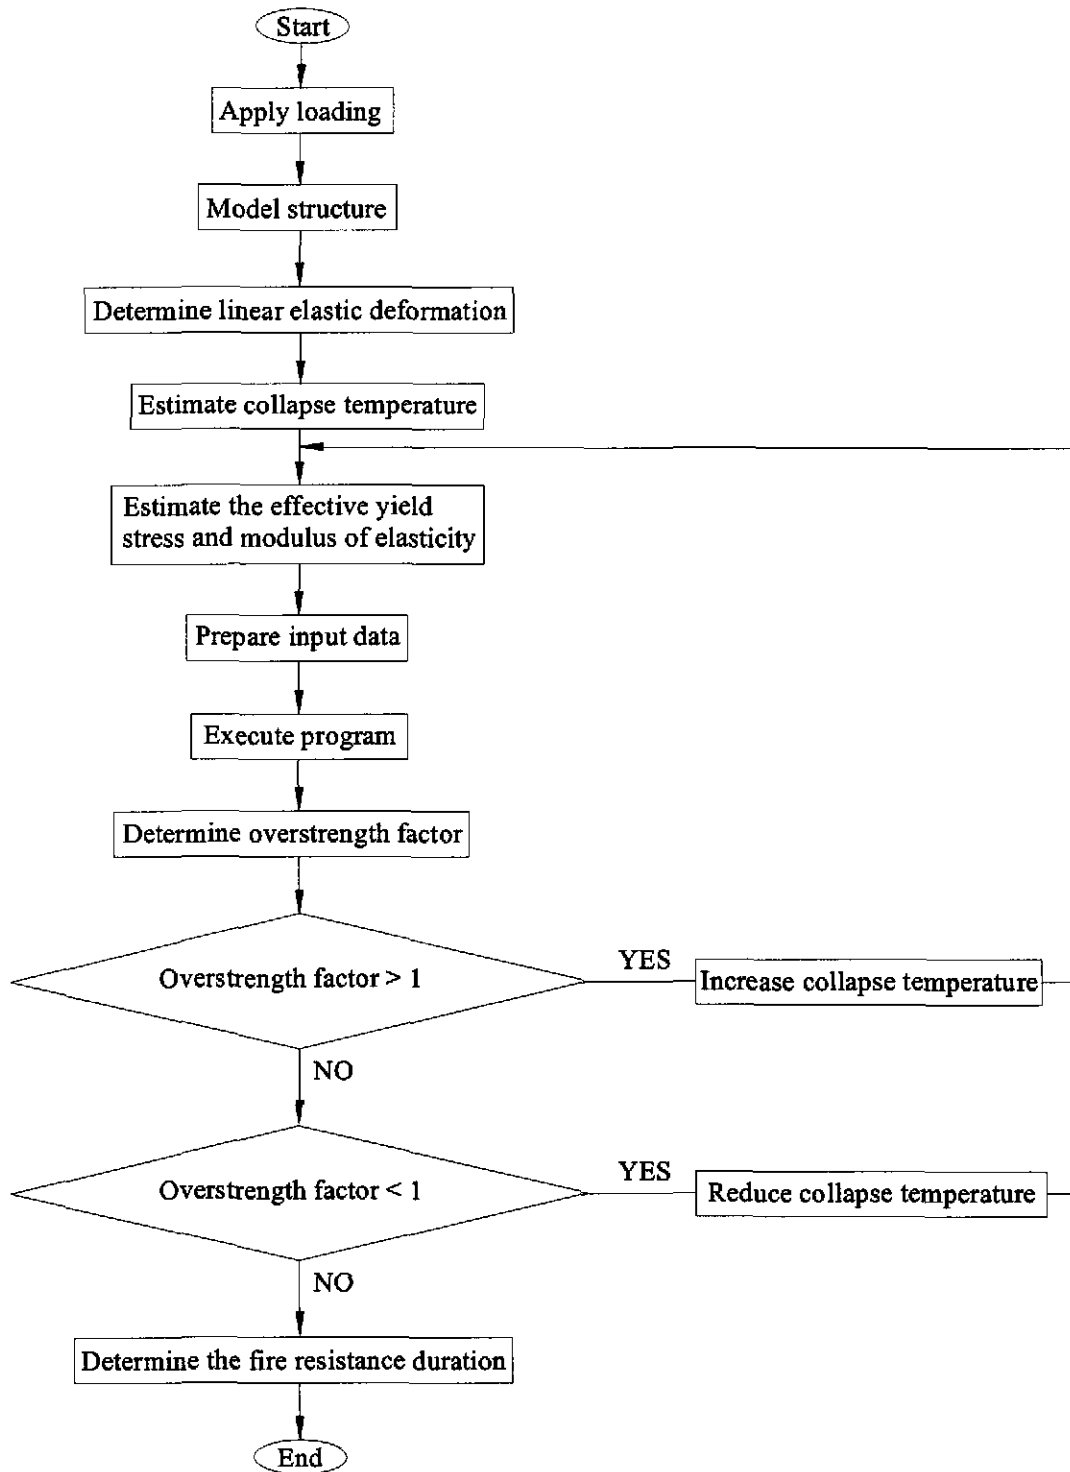 Start
Apply loading
Model structure
Determine linear elastic deformation
Estimate collapse temperature
Estimate the effective yield
stress and modulus of elasticity
Prepare input data
Execute program
Determine overstrength factor
Overstrength factor > 1
YES
Increase collapse temperature
NO
Overstrength factor < 1
YES
Reduce collapse temperature
NO
Determine the fire resistance duration
End